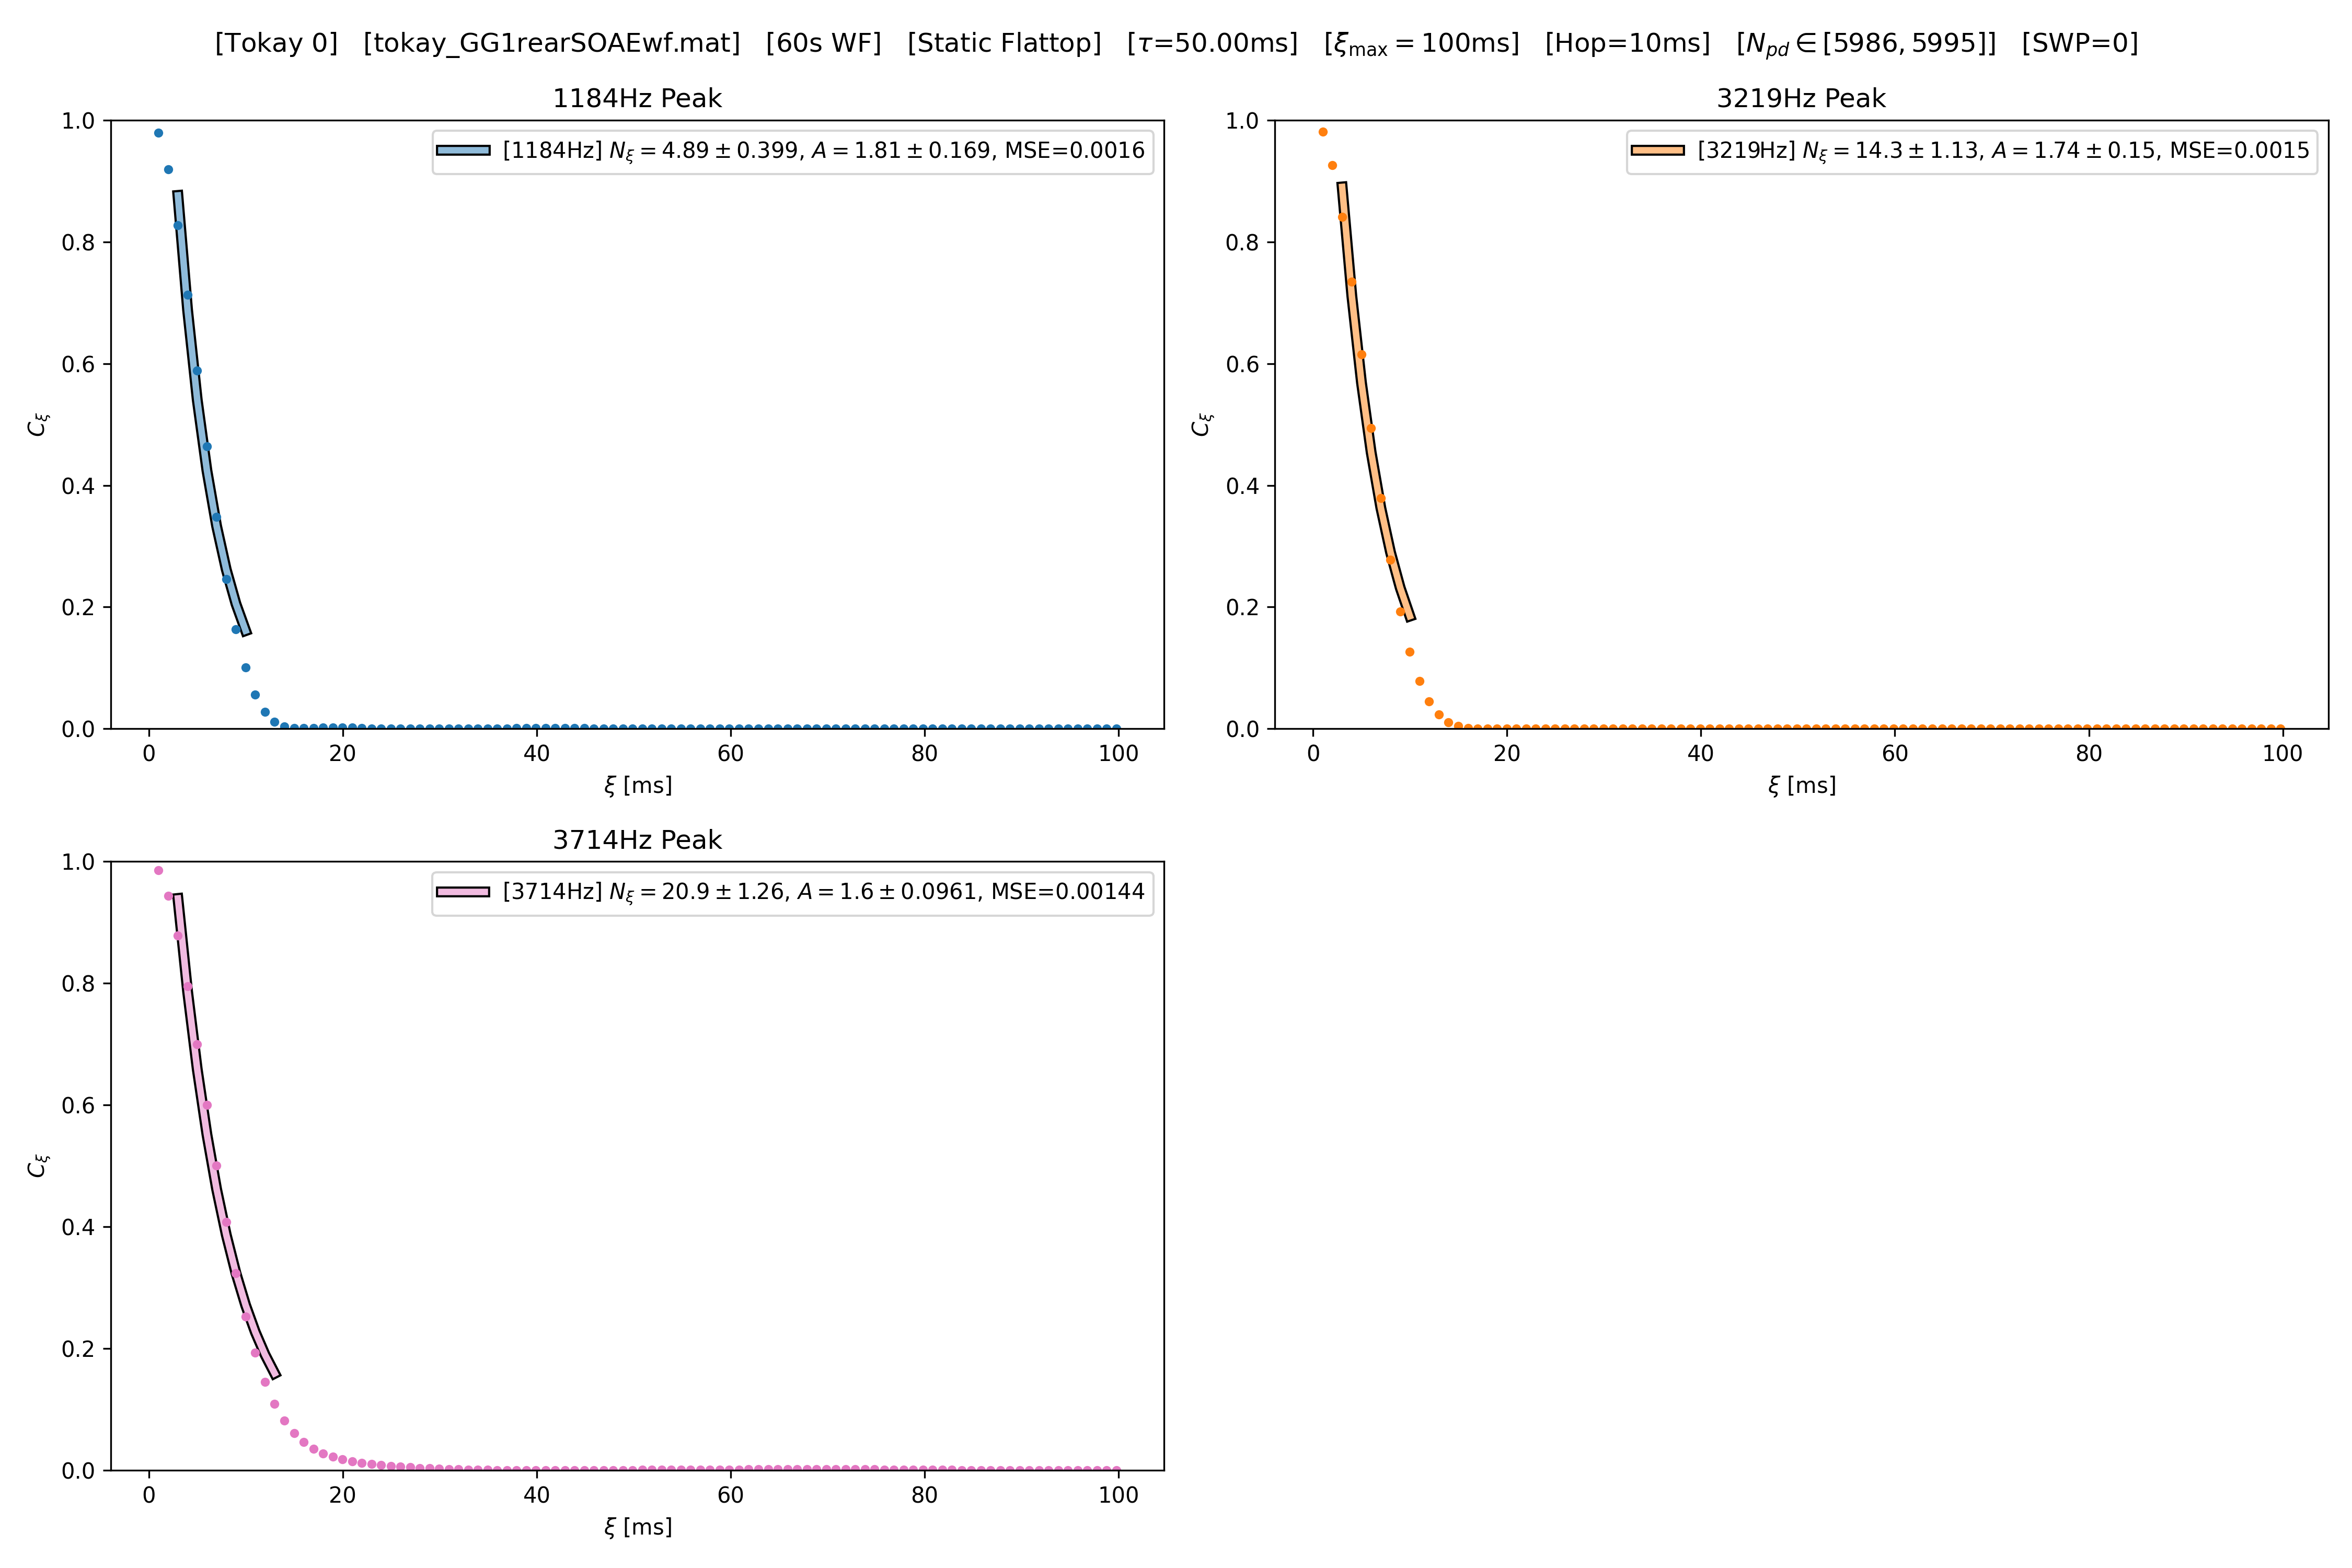 [Tokay 0] [tokay_GG1rearSOAEwf.mat] [60s WF] [Static Flattop] [τ=50.00ms] [ξmax = 100ms] [Hop=10ms] [Npd ∈ [5986, 5995]] [SWP=0]
1184Hz Peak
[1184Hz] Nξ = 4.89 ± 0.399, A = 1.81 ± 0.169, MSE=0.0016
1.0
0.8
0.6
0.4
0.2
0.0
Cξ
0 20 40 60 80 100
ξ [ms]
3219Hz Peak
[3219Hz] Nξ = 14.3 ± 1.13, A = 1.74 ± 0.15, MSE=0.0015
1.0
0.8
0.6
0.4
0.2
0.0
Cξ
0 20 40 60 80 100
ξ [ms]
3714Hz Peak
[3714Hz] Nξ = 20.9 ± 1.26, A = 1.6 ± 0.0961, MSE=0.00144
1.0
0.8
0.6
0.4
0.2
0.0
Cξ
0 20 40 60 80 100
ξ [ms]